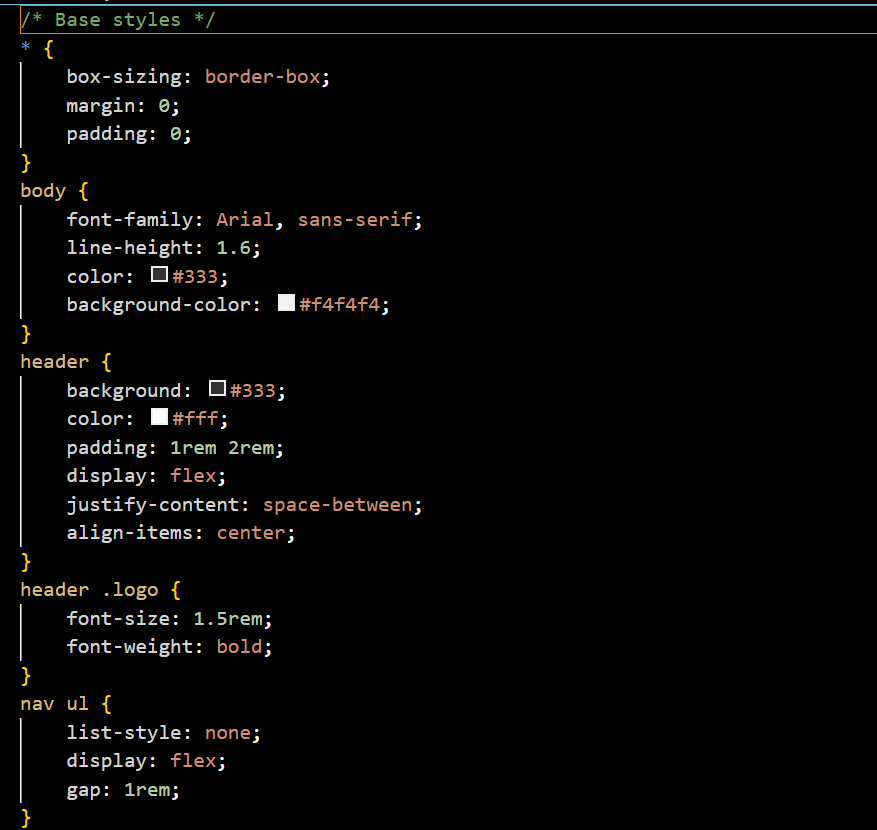 /* Base styles */
* {
    box-sizing: border-box;
    margin: 0;
    padding: 0;
}
body {
    font-family: Arial, sans-serif;
    line-height: 1.6;
    color: #333;
    background-color: #f4f4f4;
}
header {
    background: #333;
    color: #fff;
    padding: 1rem 2rem;
    display: flex;
    justify-content: space-between;
    align-items: center;
}
header .logo {
    font-size: 1.5rem;
    font-weight: bold;
}
nav ul {
    list-style: none;
    display: flex;
    gap: 1rem;
}